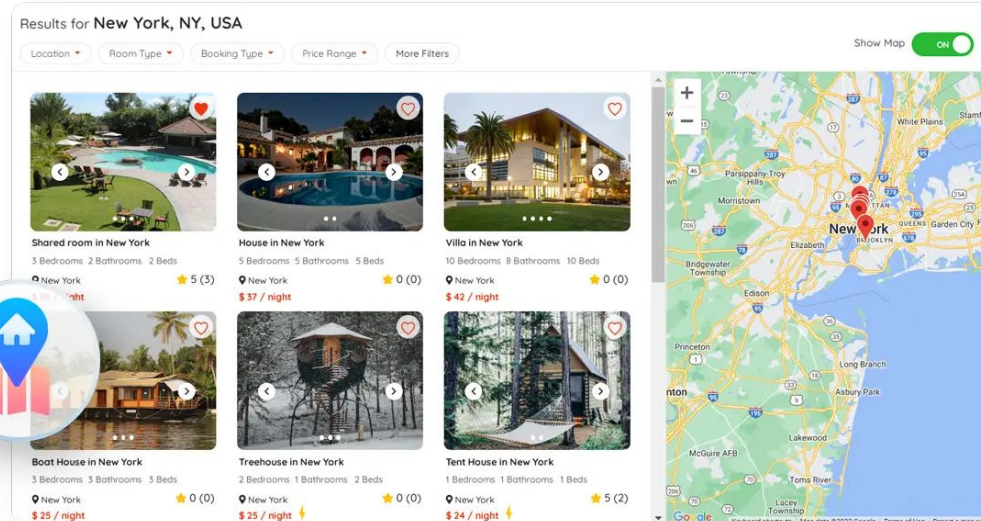 Results for New York, NY, USA
Location
Room Type
Booking Type
Price Range
More Filters
Show Map
ON
Shared room in New York
3 Bedrooms 2 Bathrooms 2 Beds
New York
5 (3)
House in New York
5 Bedrooms 5 Bathrooms 5 Beds
New York
0 (0)
$ 37 / night
Villa in New York
10 Bedrooms 8 Bathrooms 10 Beds
New York
0 (0)
$ 42 / night
Boat House in New York
3 Bedrooms 3 Bathrooms 3 Beds
New York
0 (0)
$ 25 / night
Treehouse in New York
2 Bedrooms 1 Bathrooms 2 Beds
New York
0 (0)
$ 25 / night
Tent House in New York
1 Bedrooms 1 Bathrooms 1 Beds
New York
5 (2)
$ 24 / night
White Plains
Parsippany-Troy
Hills
Morristown
QUEENS
Garden City
BROOKLYN
Elizabeth
Bridgewater
Township
Edison
Princeton
Long Branch
Asbury Park
Lakewood
McGuire AFB
Toms River
Lacey
Township
Google